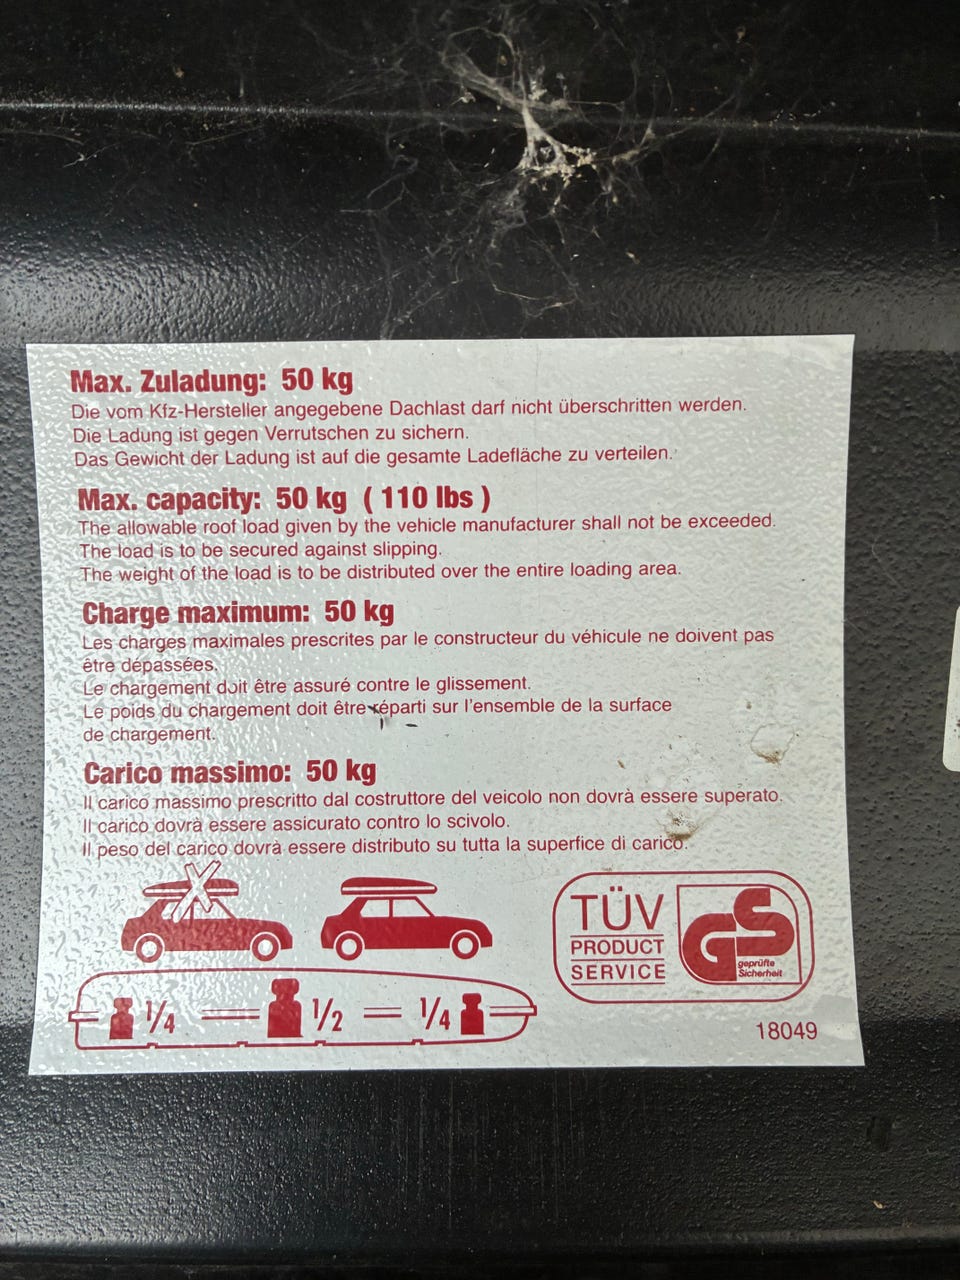 Max. Zuladung: 50 kg
Die vom Kfz-Hersteller angegebene Dachlast darf nicht überschritten werden.
Die Ladung ist gegen Verrutschen zu sichern.
Das Gewicht der Ladung ist auf die gesamte Ladefläche zu verteilen.
Max. capacity: 50 kg ( 110 lbs )
The allowable roof load given by the vehicle manufacturer shall not be exceeded.
The load is to be secured against slipping.
The weight of the load is to be distributed over the entire loading area.
Charge maximum: 50 kg
Les charges maximales prescrites par le constructeur du véhicule ne doivent pas
être dépassées.
Le chargement doit être assuré contre le glissement.
Le poids du chargement doit être réparti sur l'ensemble de la surface
de chargement.
Carico massimo: 50 kg
Il carico massimo prescritto dal costruttore del veicolo non dovrà essere superato.
Il carico dovrà essere assicurato contro lo scivolo.
Il peso del carico dovrà essere distributo su tutta la superfice di carico.
TÜV
PRODUCT
SERVICE
GS
geprüfte
Sicherheit
1/4 1/2 1/4
18049